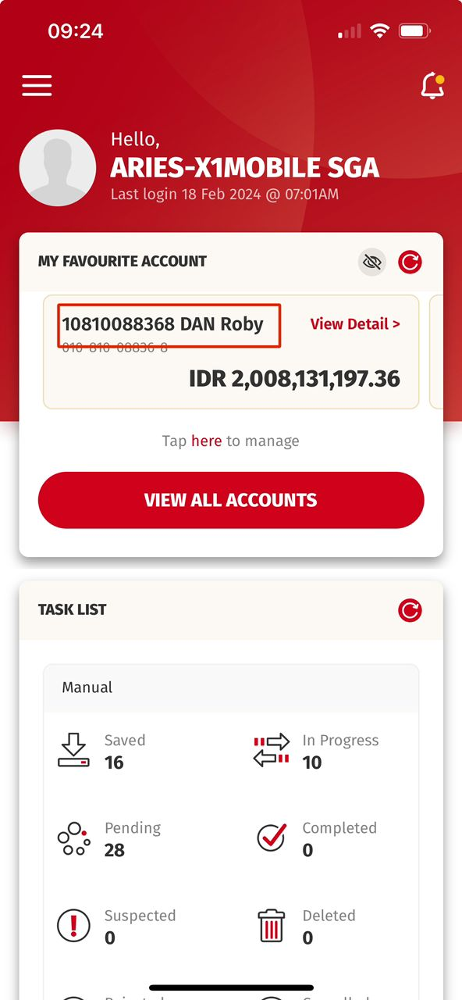 09:24
Hello,
ARIES-X1MOBILE SGA
Last login 18 Feb 2024 @ 07:01AM
MY FAVOURITE ACCOUNT
10810088368 DAN Roby
View Detail >
010-810-08836-8
IDR 2,008,131,197.36
Tap here to manage
VIEW ALL ACCOUNTS
TASK LIST
Manual
Saved
16
In Progress
10
Pending
28
Completed
0
Suspected
0
Deleted
0